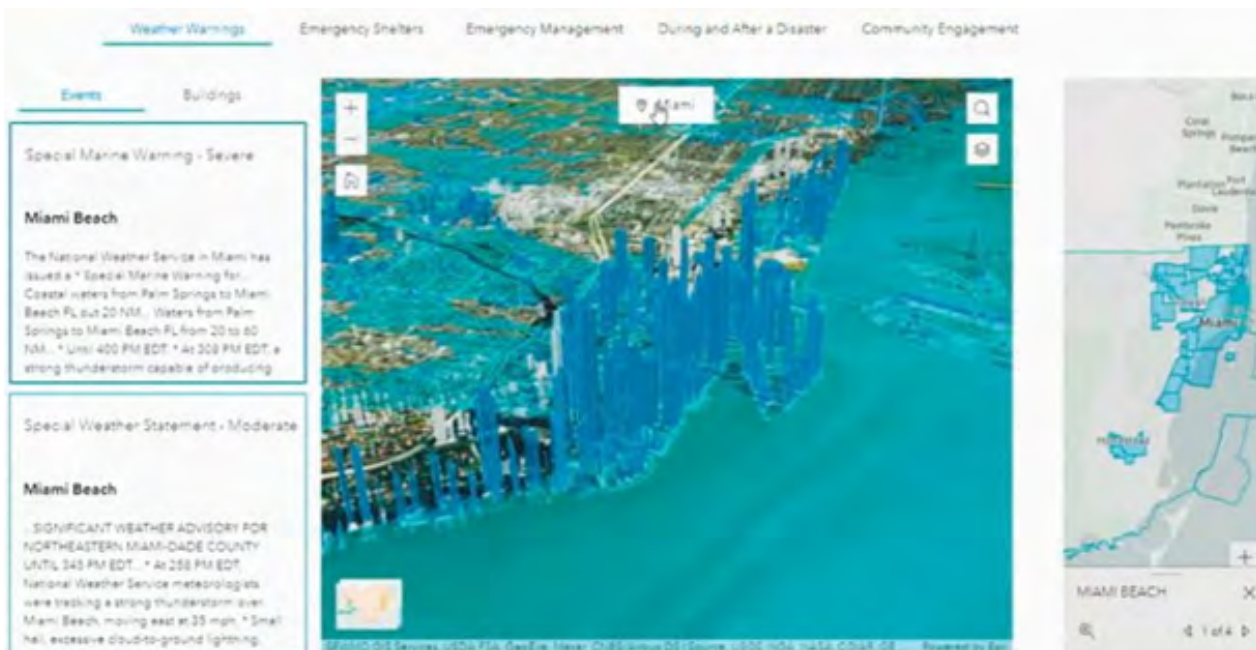 Weather Warnings Emergency Shelters Emergency Management During and After a Disaster Community Engagement
Events Buildings
Special Marine Warning - Severe
Miami Beach
The National Weather Service in Miami has
issued a * Special Marine Warning for...
Coastal waters from Palm Springs to Miami
Beach FL out 20 NM... Waters from Palm
Springs to Miami Beach FL from 20 to 60
NM... * Until 400 PM EDT. * At 308 PM EDT, a
strong thunderstorm capable of producing
Special Weather Statement - Moderate
Miami Beach
...SIGNIFICANT WEATHER ADVISORY FOR
NORTHEASTERN MIAMI-DADE COUNTY
UNTIL 345 PM EDT... * At 258 PM EDT,
National Weather Service meteorologists
were tracking a strong thunderstorm over
Miami Beach, moving east at 35 mph. * Small
hail, excessive cloud-to-ground lightning,
Miami
Powered by Esri
Coral
Springs
Beach
Plantation Fort
Davie
Pembroke
Pines
Miami
Homestead
MIAMI BEACH
1 of 4